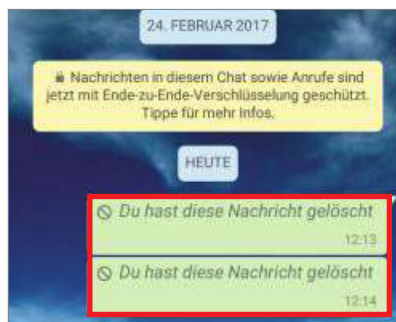 24. FEBRUAR 2017
Nachrichten in diesem Chat sowie Anrufe sind
jetzt mit Ende-zu-Ende-Verschlüsselung geschützt.
Tippe für mehr Infos.
HEUTE
Du hast diese Nachricht gelöscht
12:13
Du hast diese Nachricht gelöscht
12:14